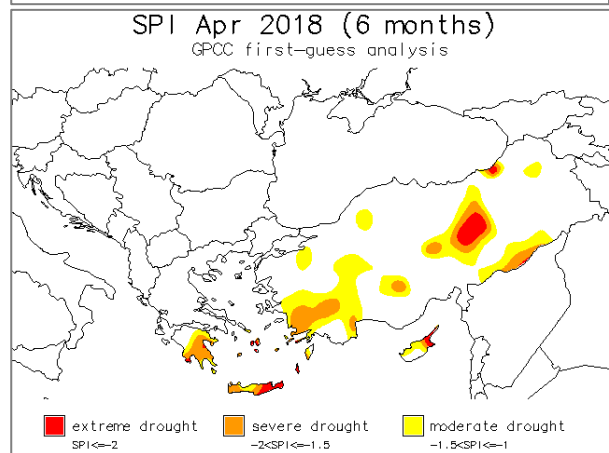 SPI Apr 2018 (6 months)
GPCC first—guess analysis
extreme drought severe drought moderate drought
SPI<=−2 −2<SPI<=−1.5 −1.5<SPI<=−1